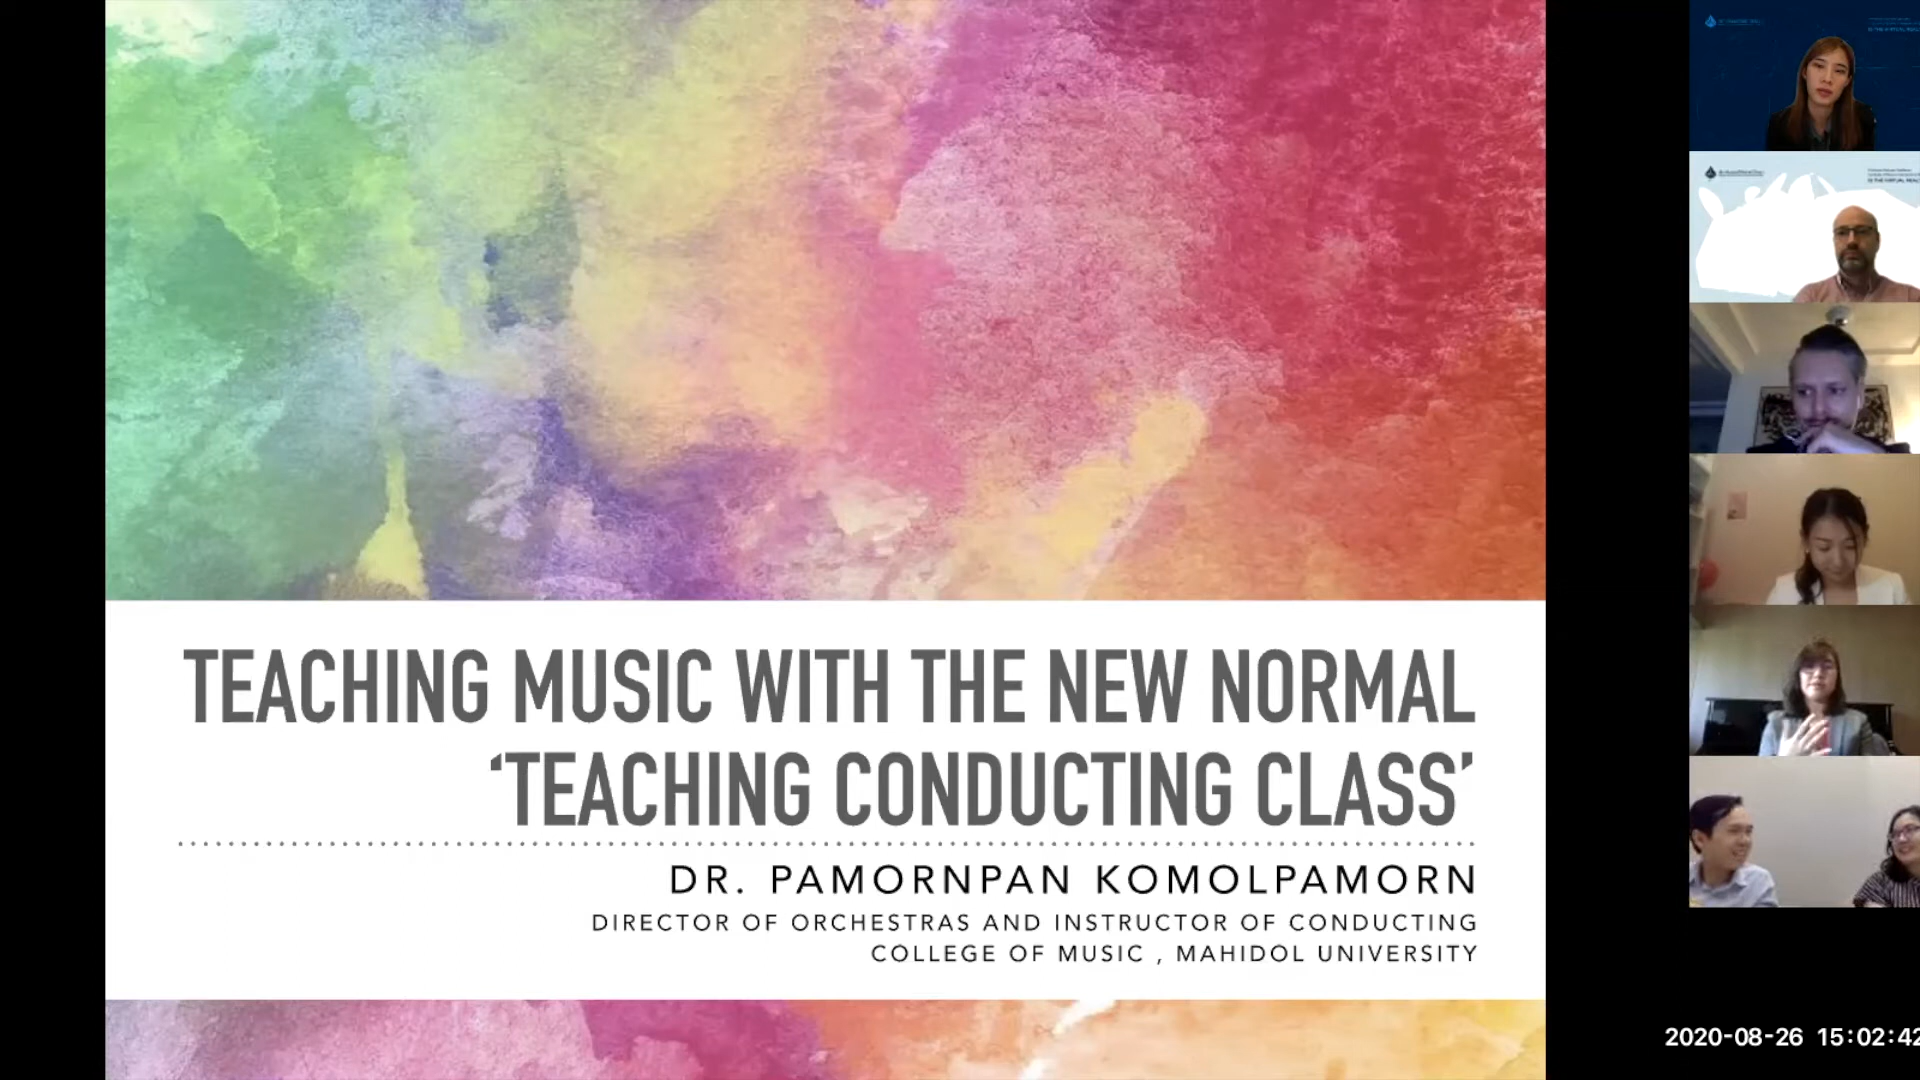 TEACHING MUSIC WITH THE NEW NORMAL
‘TEACHING CONDUCTING CLASS’
DR. PAMORNPAN KOMOLPAMORN
DIRECTOR OF ORCHESTRAS AND INSTRUCTOR OF CONDUCTING
COLLEGE OF MUSIC , MAHIDOL UNIVERSITY
2020-08-26 15:02:42